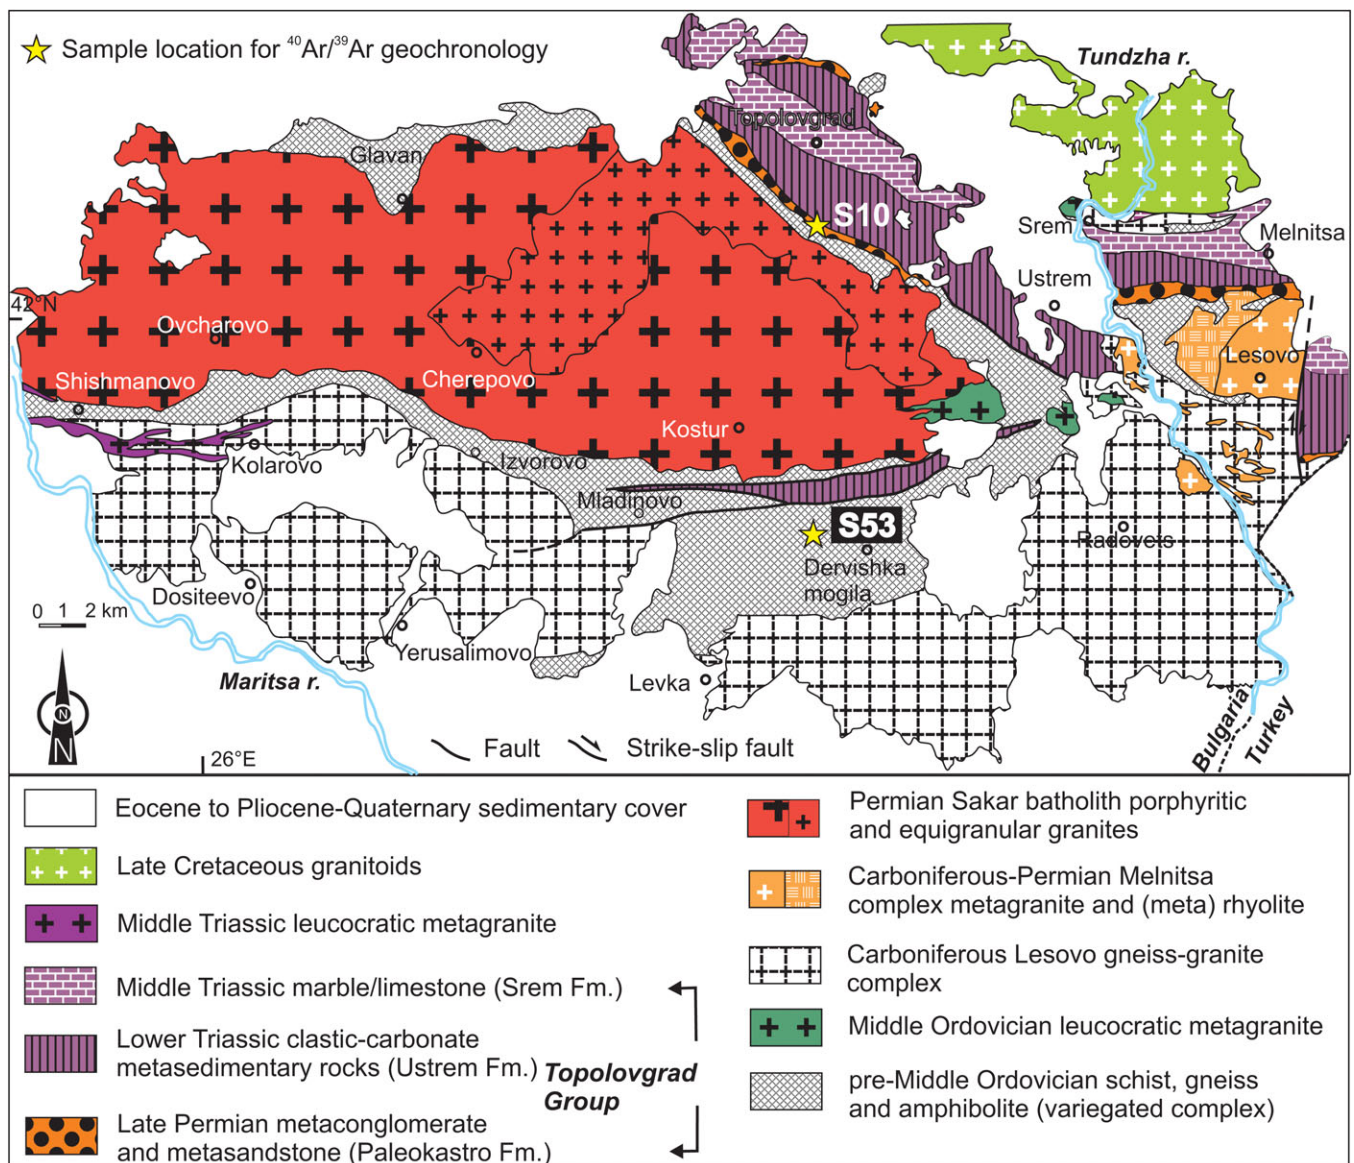 Sample location for ⁴⁰Ar/³⁹Ar geochronology
Tundzha r.
Topolovgrad
Glavan
S10
Srem
Melnitsa
Ustrem
42°N
Ovcharovo
Lesovo
Shishmanovo
Cherepovo
Kostur
Kolarovo
Izvorovo
Mladinovo
S53
Radovets
Dervishka
mogila
Dositeevo
0 1 2 km
Yerusalimovo
Levka
Maritsa r.
N
N
Fault
Strike-slip fault
Bulgaria
Turkey
26°E
Eocene to Pliocene-Quaternary sedimentary cover
Late Cretaceous granitoids
Middle Triassic leucocratic metagranite
Middle Triassic marble/limestone (Srem Fm.)
Lower Triassic clastic-carbonate
metasedimentary rocks (Ustrem Fm.)
Topolovgrad
Group
Late Permian metaconglomerate
and metasandstone (Paleokastro Fm.)
Permian Sakar batholith porphyritic
and equigranular granites
Carboniferous-Permian Melnitsa
complex metagranite and (meta) rhyolite
Carboniferous Lesovo gneiss-granite
complex
Middle Ordovician leucocratic metagranite
pre-Middle Ordovician schist, gneiss
and amphibolite (variegated complex)